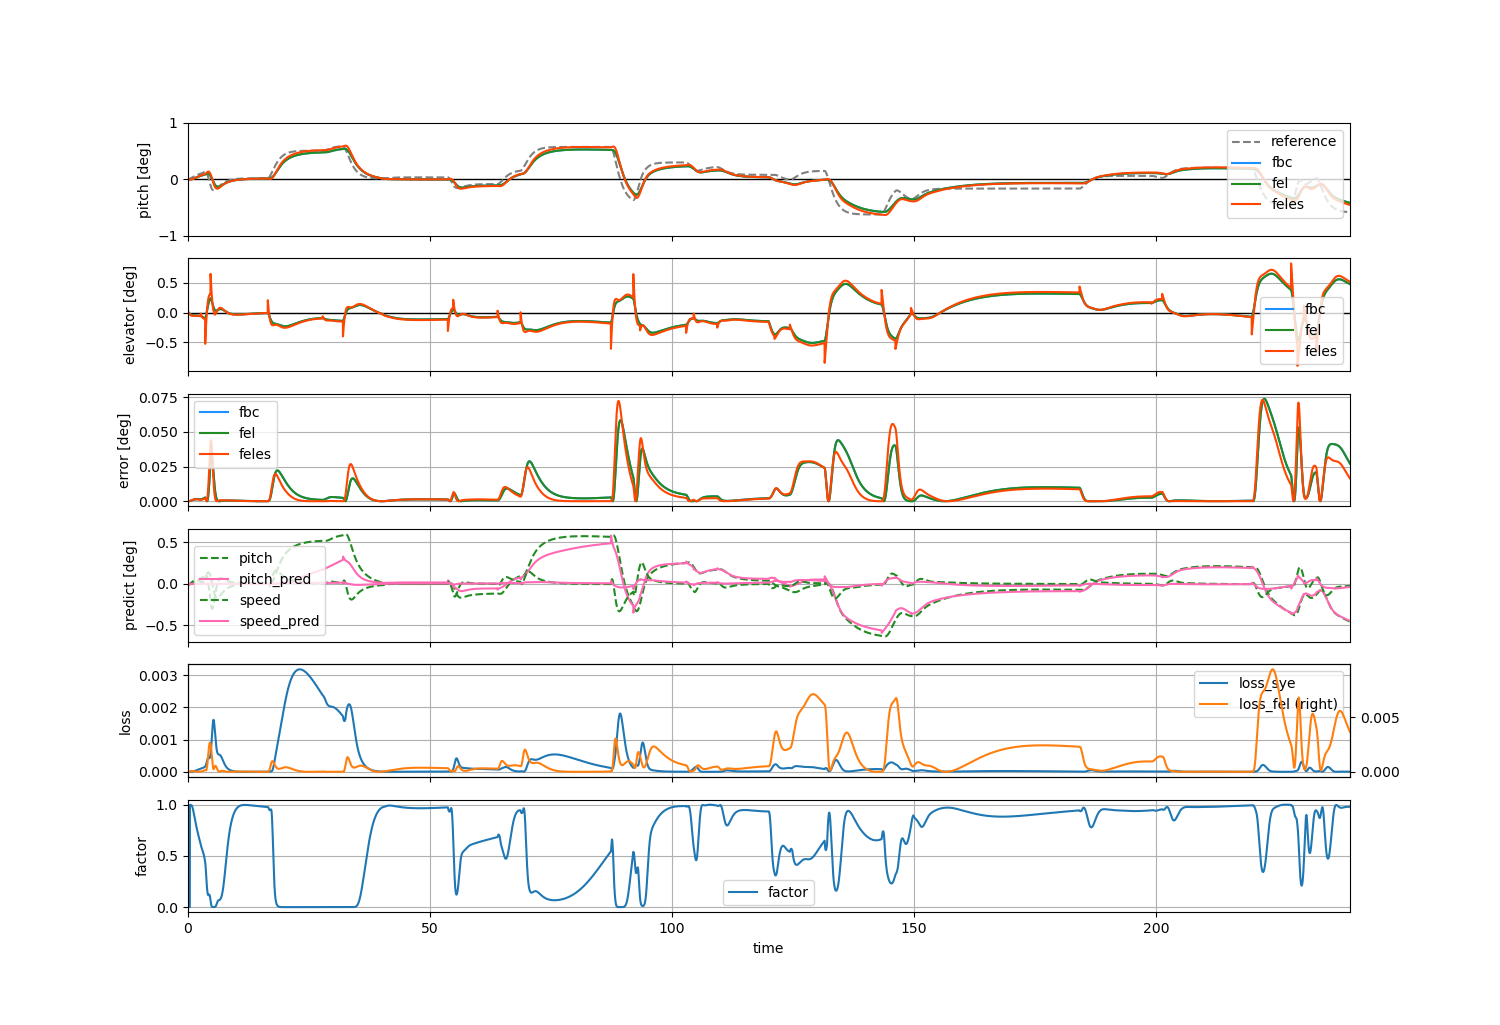 pitch [deg]
1
0
−1
reference
fbc
fel
feles
elevator [deg]
0.5
0.0
−0.5
fbc
fel
feles
error [deg]
0.075
0.050
0.025
0.000
fbc
fel
feles
predict [deg]
0.5
0.0
−0.5
pitch
pitch_pred
speed
speed_pred
loss
0.003
0.002
0.001
0.000
loss_sye
loss_fel (right)
0.005
0.000
factor
1.0
0.5
0.0
factor
0 50 100 150 200
time